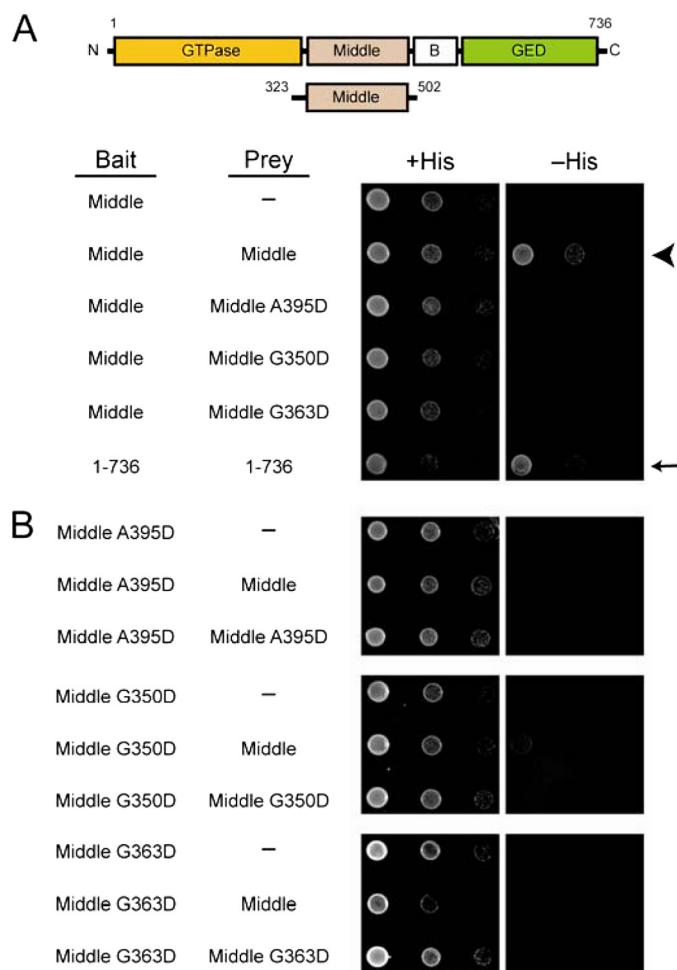 A
1 736
N GTPase Middle B GED C
323 Middle 502
Bait Prey +His –His
Middle –
Middle Middle
Middle Middle A395D
Middle Middle G350D
Middle Middle G363D
1-736 1-736
B
Middle A395D –
Middle A395D Middle
Middle A395D Middle A395D
Middle G350D –
Middle G350D Middle
Middle G350D Middle G350D
Middle G363D –
Middle G363D Middle
Middle G363D Middle G363D